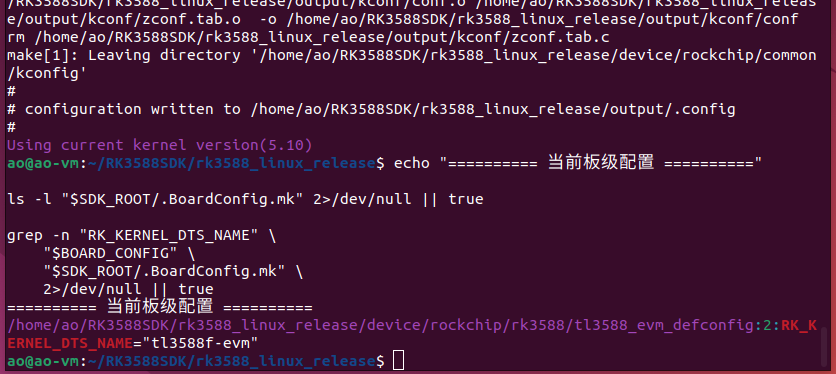 /RK3588SDK/rk3588_linux_release/output/kconf/conf.o /home/ao/RK3588SDK/rk3588_linux_releas
e/output/kconf/zconf.tab.o  -o /home/ao/RK3588SDK/rk3588_linux_release/output/kconf/conf
rm /home/ao/RK3588SDK/rk3588_linux_release/output/kconf/zconf.tab.c
make[1]: Leaving directory '/home/ao/RK3588SDK/rk3588_linux_release/device/rockchip/common
/kconfig'
#
# configuration written to /home/ao/RK3588SDK/rk3588_linux_release/output/.config
#
Using current kernel version(5.10)
ao@ao-vm:~/RK3588SDK/rk3588_linux_release$ echo "========== 当前板级配置 =========="
ls -l "$SDK_ROOT/.BoardConfig.mk" 2>/dev/null || true
grep -n "RK_KERNEL_DTS_NAME" \
    "$BOARD_CONFIG" \
    "$SDK_ROOT/.BoardConfig.mk" \
    2>/dev/null || true
========== 当前板级配置 ==========
/home/ao/RK3588SDK/rk3588_linux_release/device/rockchip/rk3588/tl3588_evm_defconfig:2:RK_K
ERNEL_DTS_NAME="tl3588f-evm"
ao@ao-vm:~/RK3588SDK/rk3588_linux_release$